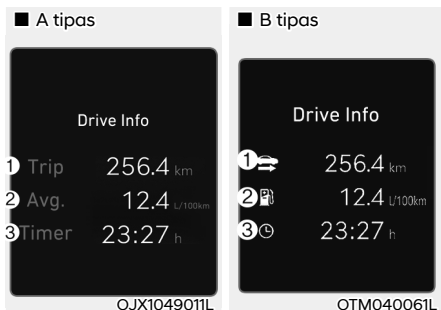 ■ A tipas
Drive Info
1 Trip 256.4 km
2 Avg. 12.4 L/100km
3 Timer 23:27 h
OJX1049011L
■ B tipas
Drive Info
1 256.4 km
2 12.4 L/100km
3 23:27 h
OTM040061L